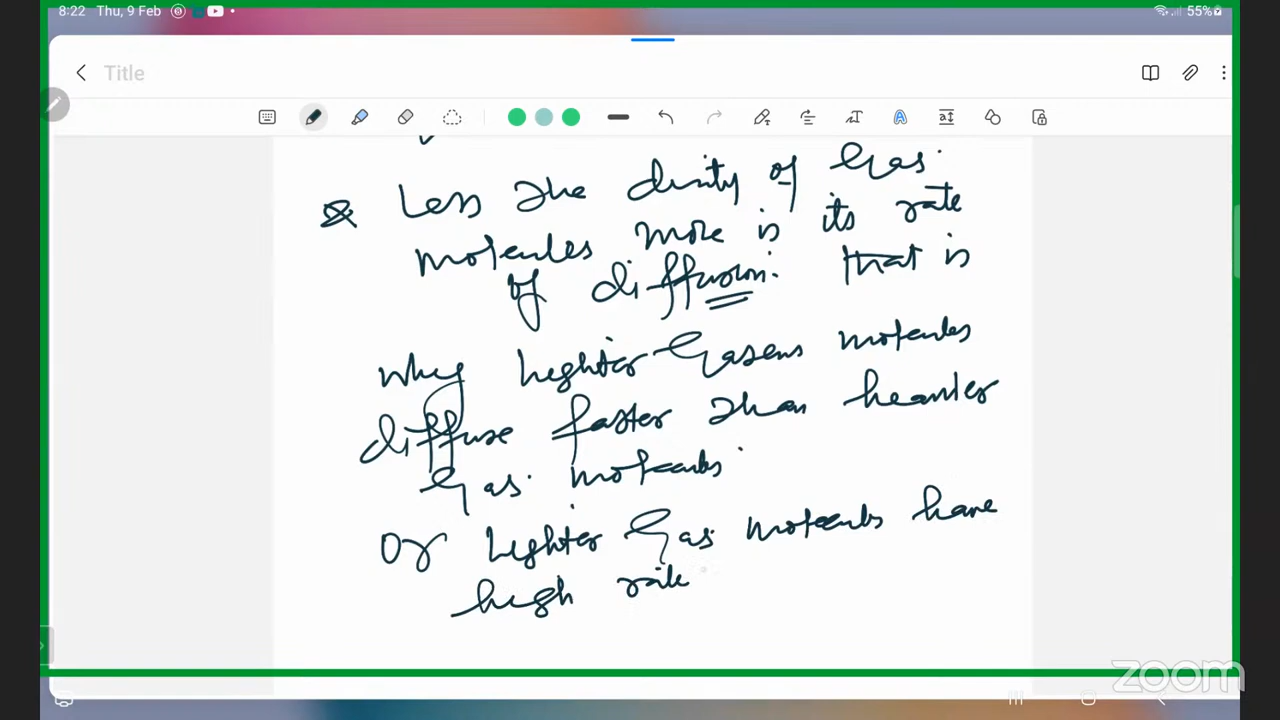 8:22 Thu, 9 Feb
55%
Title
Less the density of Gas
molecules more is its rate
of diffusion. that is
why lighter Gaseus molecules
diffuse faster than heavier
Gas molecules
Or lighter Gas molecules have
high rate
zoom